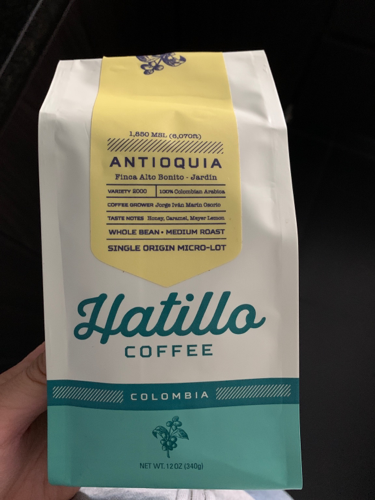 1,850 MSL (6,070ft)
ANTIOQUIA
Finca Alto Bonito - Jardín
VARIETY 2000 100% Colombian Arabica
COFFEE GROWER Jorge Iván Marín Osorio
TASTE NOTES Honey, Caramel, Meyer Lemon
WHOLE BEAN • MEDIUM ROAST
SINGLE ORIGIN MICRO-LOT
Hatillo
COFFEE
COLOMBIA
NET WT. 12 OZ (340g)